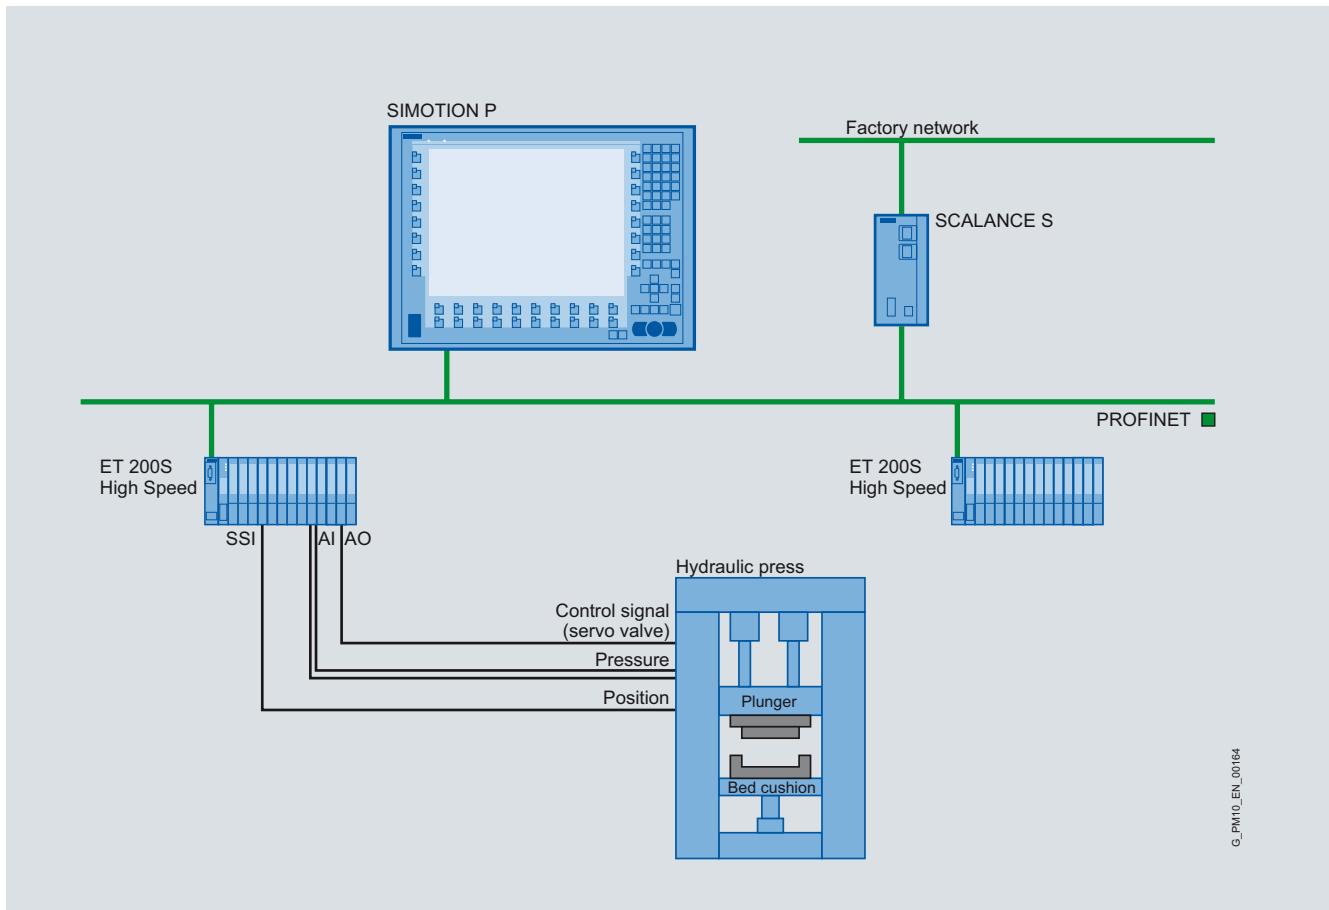 SIMOTION P
Factory network
SCALANCE S
PROFINET
ET 200S
High Speed
ET 200S
High Speed
SSI
AI
AO
Hydraulic press
Control signal
(servo valve)
Pressure
Position
Plunger
Bed cushion
G_PM10_EN_00164